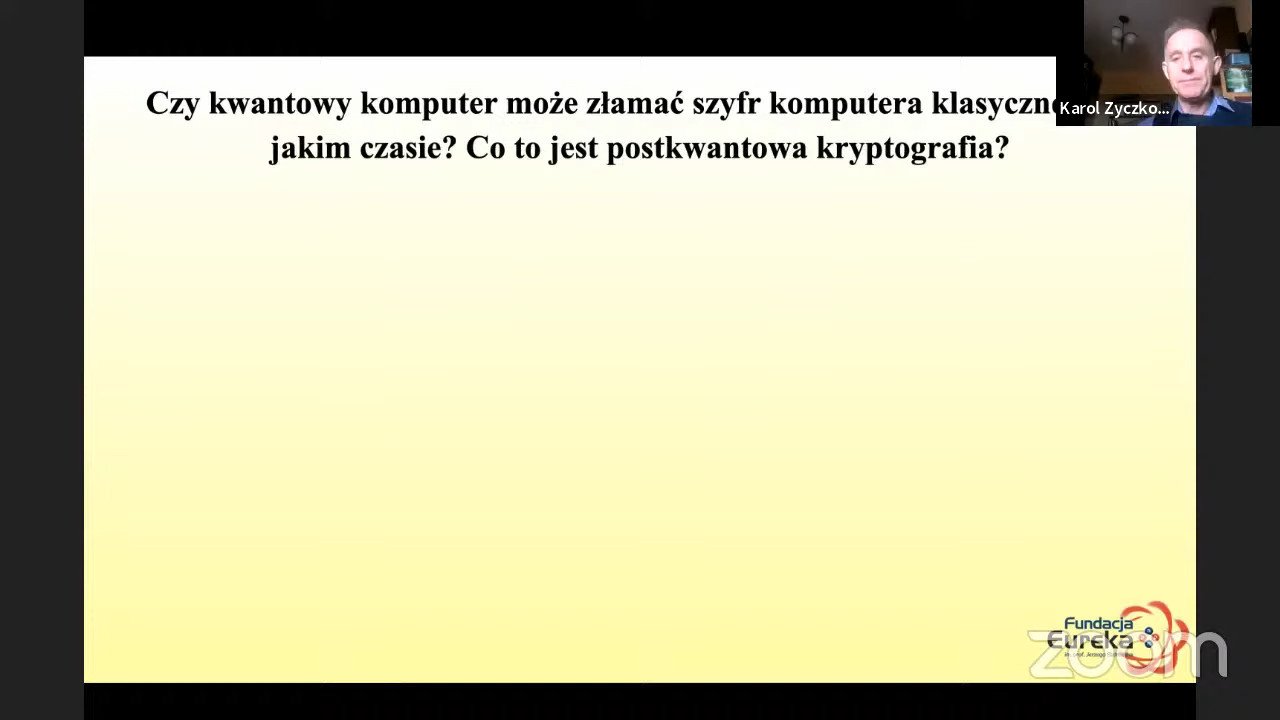 Czy kwantowy komputer może złamać szyfr komputera
jakim czasie? Co to jest postkwantowa kryptografia?
Karol Zyczko...
Fundacja
Eureka
zoom